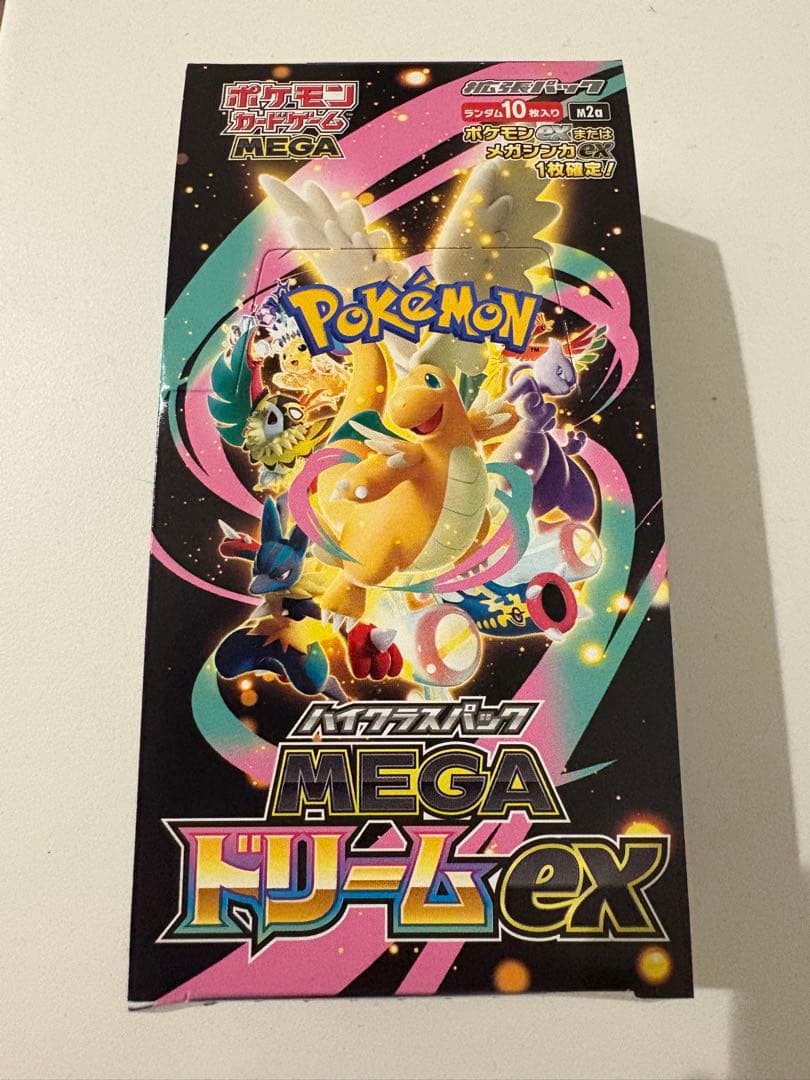 ポケモン
カードゲーム
MEGA
拡張パック
ランダム10枚入り M2a
ポケモンexまたは
メガシンカex
1枚確定!
POKÉMON
TM
ハイクラスパック
MEGA
ドリームex